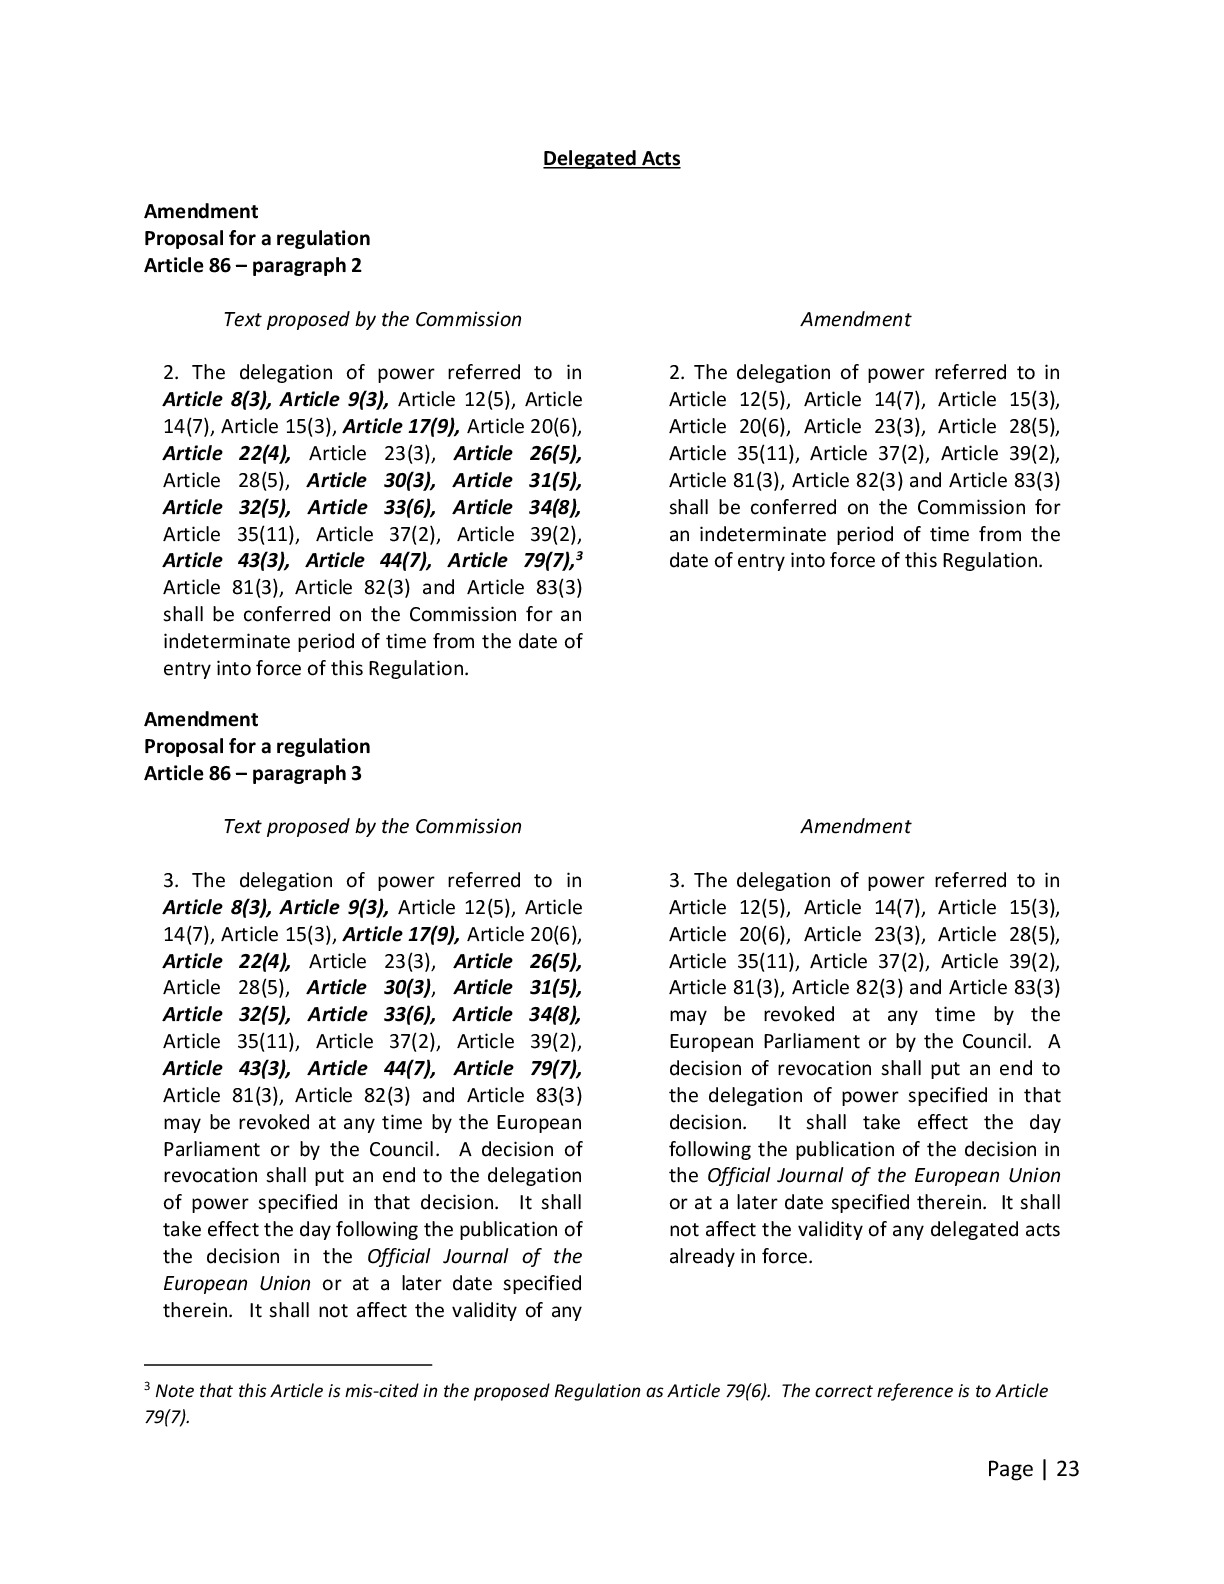 Delegated Acts
Amendment
Proposal for a regulation
Article 86 – paragraph 2
Text proposed by the Commission
2. The delegation of power referred to in
Article 8(3), Article 9(3), Article 12(5), Article
14(7), Article 15(3), Article 17(9), Article 20(6),
Article 22(4), Article 23(3), Article 26(5),
Article 28(5), Article 30(3), Article 31(5),
Article 32(5), Article 33(6), Article 34(8),
Article 35(11), Article 37(2), Article 39(2),
Article 43(3), Article 44(7), Article 79(7),³
Article 81(3), Article 82(3) and Article 83(3)
shall be conferred on the Commission for an
indeterminate period of time from the date of
entry into force of this Regulation.
Amendment
2. The delegation of power referred to in
Article 12(5), Article 14(7), Article 15(3),
Article 20(6), Article 23(3), Article 28(5),
Article 35(11), Article 37(2), Article 39(2),
Article 81(3), Article 82(3) and Article 83(3)
shall be conferred on the Commission for
an indeterminate period of time from the
date of entry into force of this Regulation.
Amendment
Proposal for a regulation
Article 86 – paragraph 3
Text proposed by the Commission
3. The delegation of power referred to in
Article 8(3), Article 9(3), Article 12(5), Article
14(7), Article 15(3), Article 17(9), Article 20(6),
Article 22(4), Article 23(3), Article 26(5),
Article 28(5), Article 30(3), Article 31(5),
Article 32(5), Article 33(6), Article 34(8),
Article 35(11), Article 37(2), Article 39(2),
Article 43(3), Article 44(7), Article 79(7),
Article 81(3), Article 82(3) and Article 83(3)
may be revoked at any time by the European
Parliament or by the Council. A decision of
revocation shall put an end to the delegation
of power specified in that decision. It shall
take effect the day following the publication of
the decision in the Official Journal of the
European Union or at a later date specified
therein. It shall not affect the validity of any
Amendment
3. The delegation of power referred to in
Article 12(5), Article 14(7), Article 15(3),
Article 20(6), Article 23(3), Article 28(5),
Article 35(11), Article 37(2), Article 39(2),
Article 81(3), Article 82(3) and Article 83(3)
may be revoked at any time by the
European Parliament or by the Council. A
decision of revocation shall put an end to
the delegation of power specified in that
decision. It shall take effect the day
following the publication of the decision in
the Official Journal of the European Union
or at a later date specified therein. It shall
not affect the validity of any delegated acts
already in force.
³ Note that this Article is mis-cited in the proposed Regulation as Article 79(6). The correct reference is to Article
79(7).
Page | 23